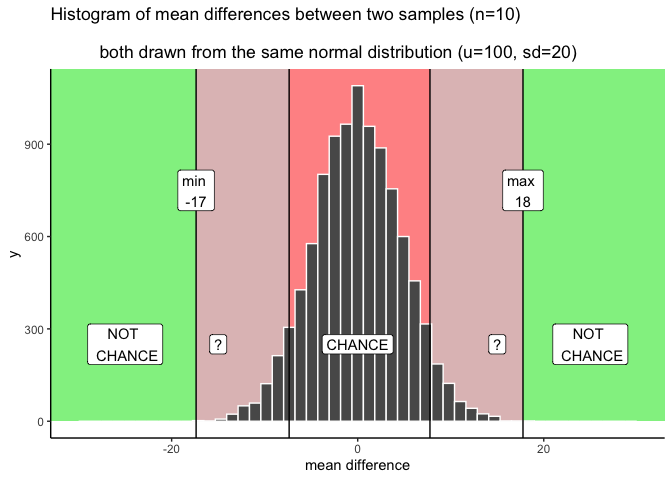 Histogram of mean differences between two samples (n=10)
both drawn from the same normal distribution (u=100, sd=20)
y
900
600
300
0
min
-17
max
18
NOT
CHANCE
?
CHANCE
?
NOT
CHANCE
-20
0
20
mean difference